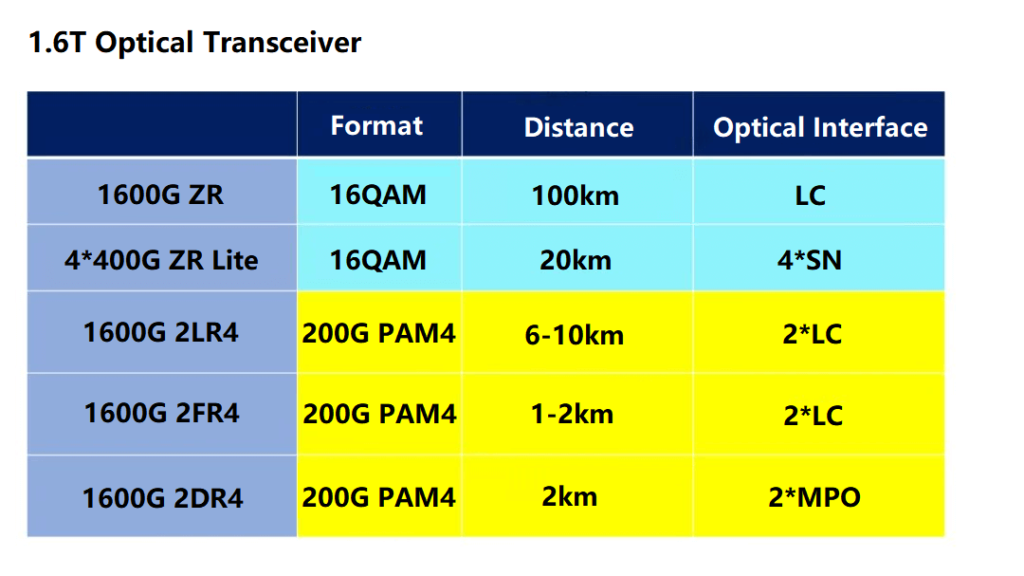 1.6T Optical Transceiver
Format Distance Optical Interface
1600G ZR 16QAM 100km LC
4*400G ZR Lite 16QAM 20km 4*SN
1600G 2LR4 200G PAM4 6-10km 2*LC
1600G 2FR4 200G PAM4 1-2km 2*LC
1600G 2DR4 200G PAM4 2km 2*MPO